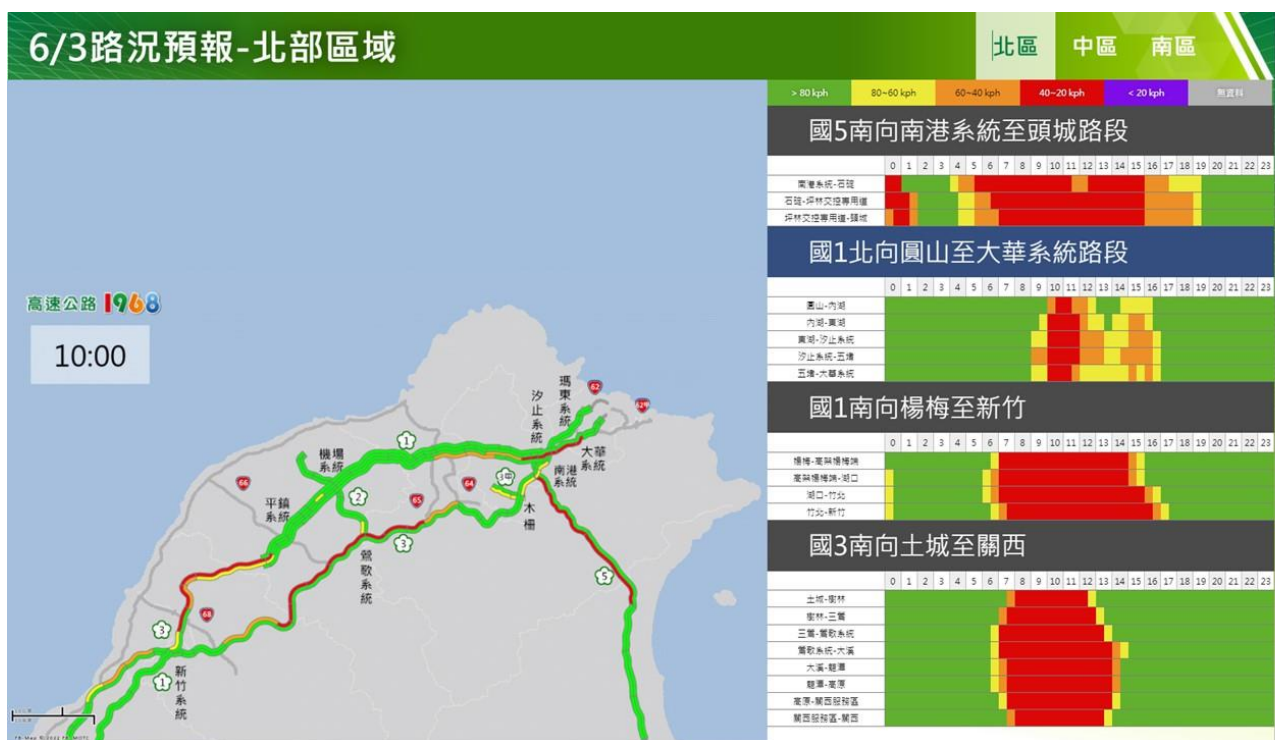 6/3路況預報-北部區域
北區 中區 南區
高速公路1968
10:00
瑪東系統
汐止系統
62
62甲
大華系統
機場系統
1
南港系統
3甲
66
2
65
64
平鎮系統
木柵
3
鶯歌系統
5
68
3
新竹系統
1
> 80 kph 80~60 kph 60~40 kph 40~20 kph < 20 kph 無資料
國5南向南港系統至頭城路段
0 1 2 3 4 5 6 7 8 9 10 11 12 13 14 15 16 17 18 19 20 21 22 23
南港系統-石碇
石碇-坪林交控專用道
坪林交控專用道-頭城
國1北向圓山至大華系統路段
0 1 2 3 4 5 6 7 8 9 10 11 12 13 14 15 16 17 18 19 20 21 22 23
圓山-內湖
內湖-東湖
東湖-汐止系統
汐止系統-五堵
五堵-大華系統
國1南向楊梅至新竹
0 1 2 3 4 5 6 7 8 9 10 11 12 13 14 15 16 17 18 19 20 21 22 23
楊梅-高架楊梅端
高架楊梅端-湖口
湖口-竹北
竹北-新竹
國3南向土城至關西
0 1 2 3 4 5 6 7 8 9 10 11 12 13 14 15 16 17 18 19 20 21 22 23
土城-樹林
樹林-三鶯
三鶯-鶯歌系統
鶯歌系統-大溪
大溪-龍潭
龍潭-高原
高原-關西服務區
關西服務區-關西